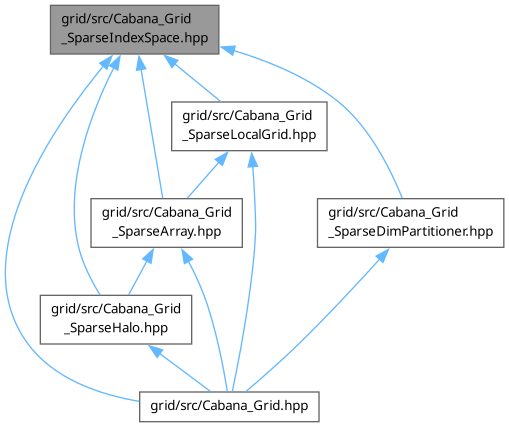 grid/src/Cabana_Grid
_SparseIndexSpace.hpp
grid/src/Cabana_Grid
_SparseLocalGrid.hpp
grid/src/Cabana_Grid
_SparseArray.hpp
grid/src/Cabana_Grid
_SparseDimPartitioner.hpp
grid/src/Cabana_Grid
_SparseHalo.hpp
grid/src/Cabana_Grid.hpp